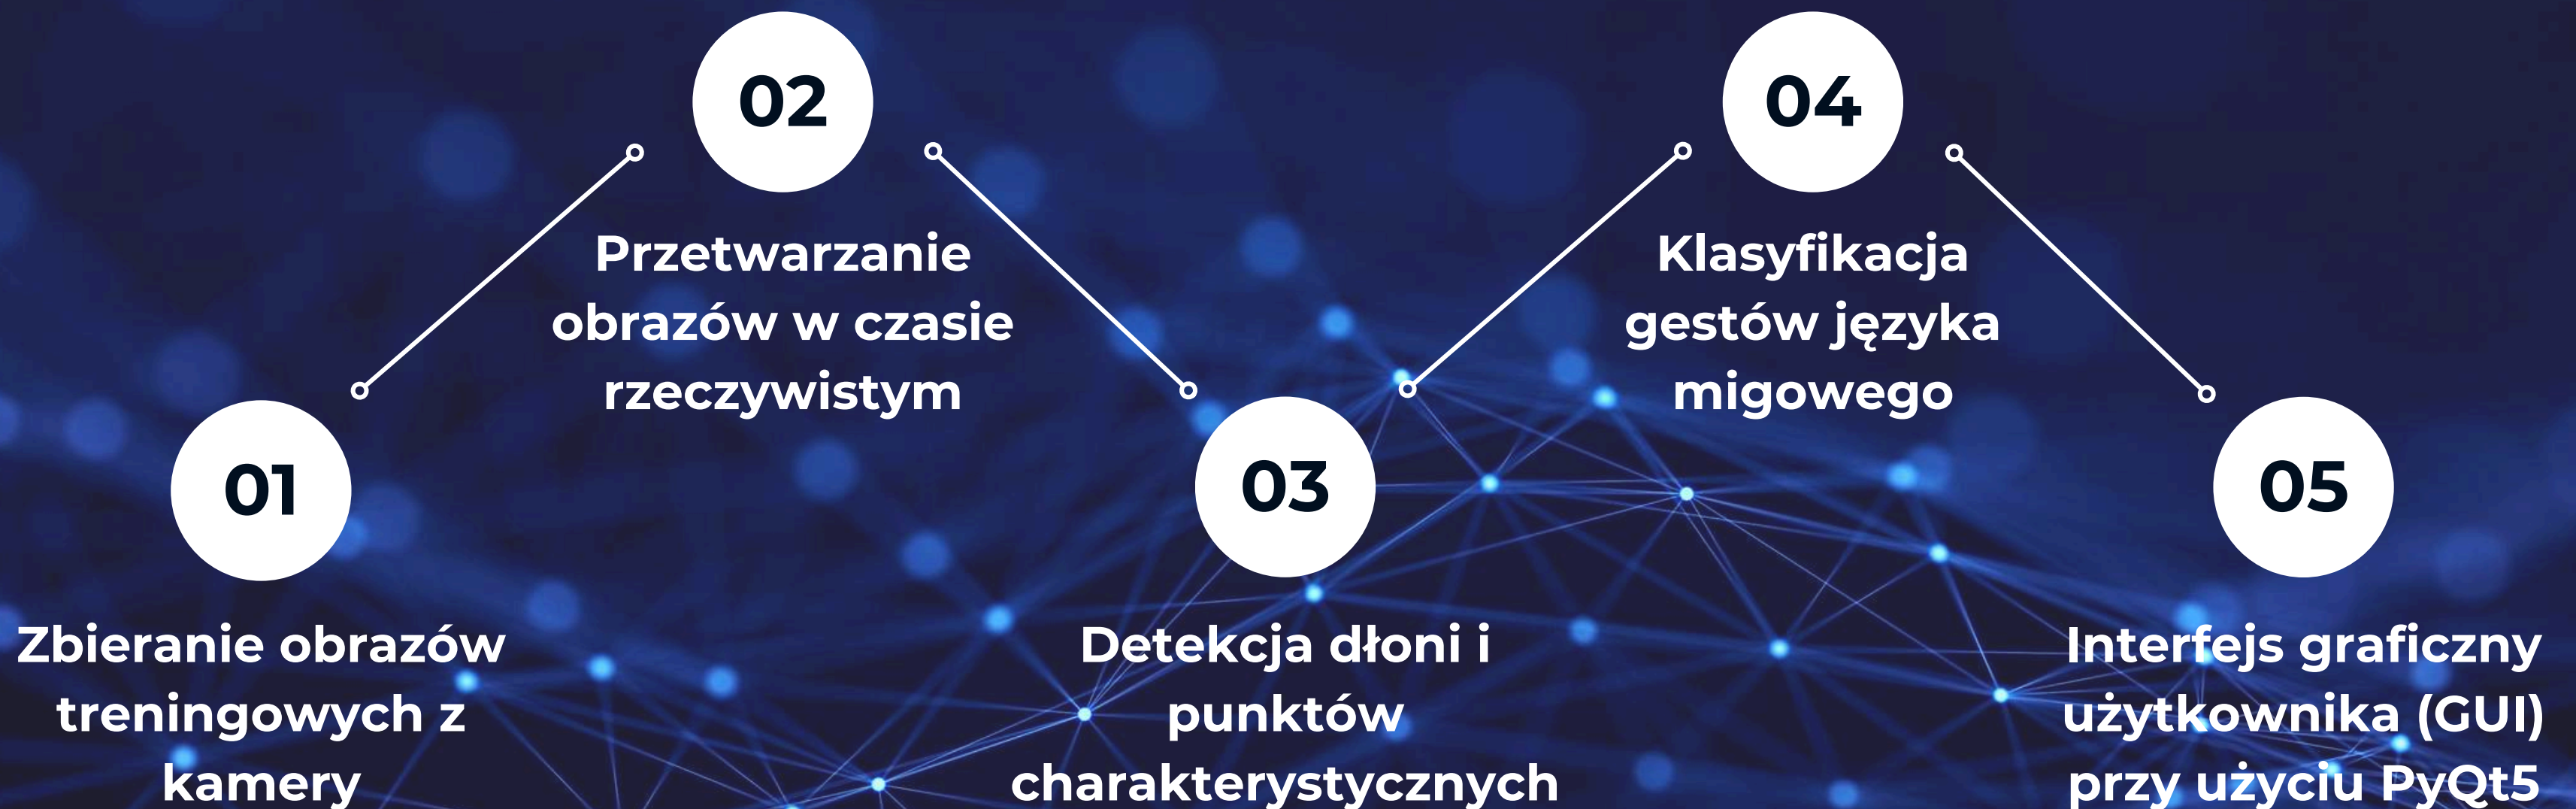 01
Zbieranie obrazów
treningowych z
kamery
02
Przetwarzanie
obrazów w czasie
rzeczywistym
03
Detekcja dłoni i
punktów
charakterystycznych
04
Klasyfikacja
gestów języka
migowego
05
Interfejs graficzny
użytkownika (GUI)
przy użyciu PyQt5